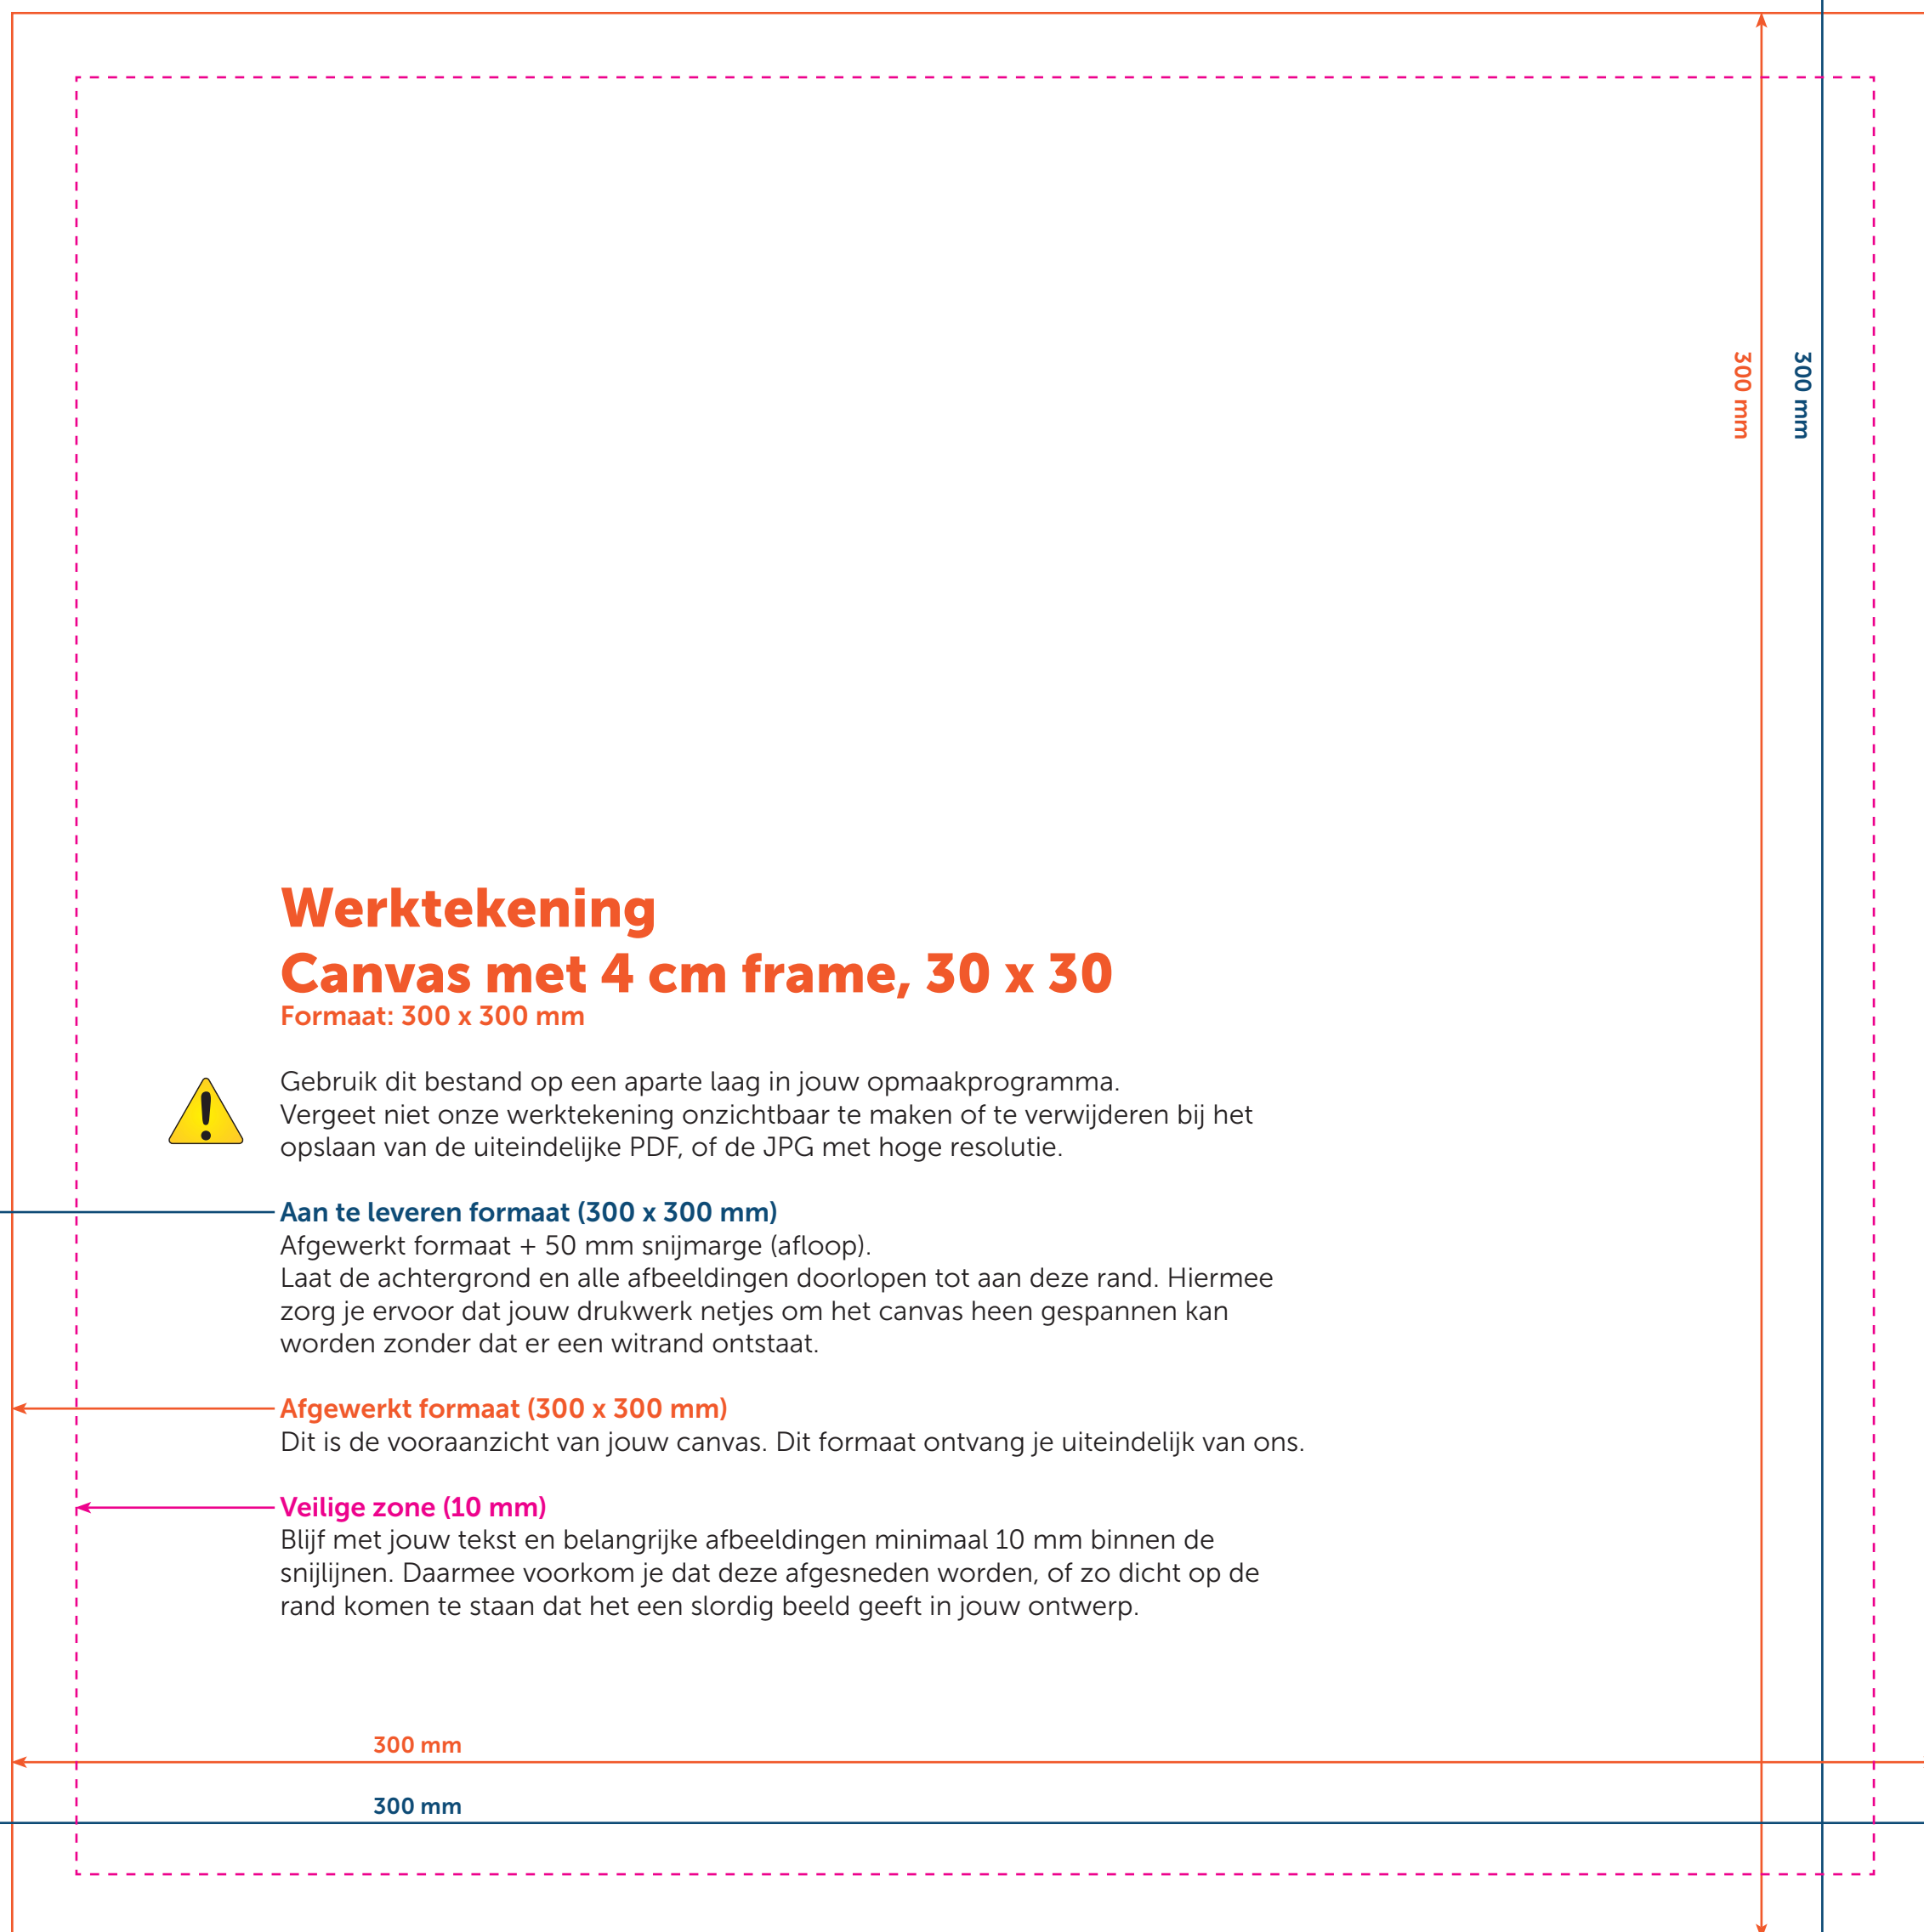 300 mm
300 mm
Werktekening
Canvas met 4 cm frame, 30 x 30
Formaat: 300 x 300 mm
Gebruik dit bestand op een aparte laag in jouw opmaakprogramma.
Vergeet niet onze werktekening onzichtbaar te maken of te verwijderen bij het
opslaan van de uiteindelijke PDF, of de JPG met hoge resolutie.
Aan te leveren formaat (300 x 300 mm)
Afgewerkt formaat + 50 mm snijmarge (afloop).
Laat de achtergrond en alle afbeeldingen doorlopen tot aan deze rand. Hiermee
zorg je ervoor dat jouw drukwerk netjes om het canvas heen gespannen kan
worden zonder dat er een witrand ontstaat.
Afgewerkt formaat (300 x 300 mm)
Dit is de vooraanzicht van jouw canvas. Dit formaat ontvang je uiteindelijk van ons.
Veilige zone (10 mm)
Blijf met jouw tekst en belangrijke afbeeldingen minimaal 10 mm binnen de
snijlijnen. Daarmee voorkom je dat deze afgesneden worden, of zo dicht op de
rand komen te staan dat het een slordig beeld geeft in jouw ontwerp.
300 mm
300 mm